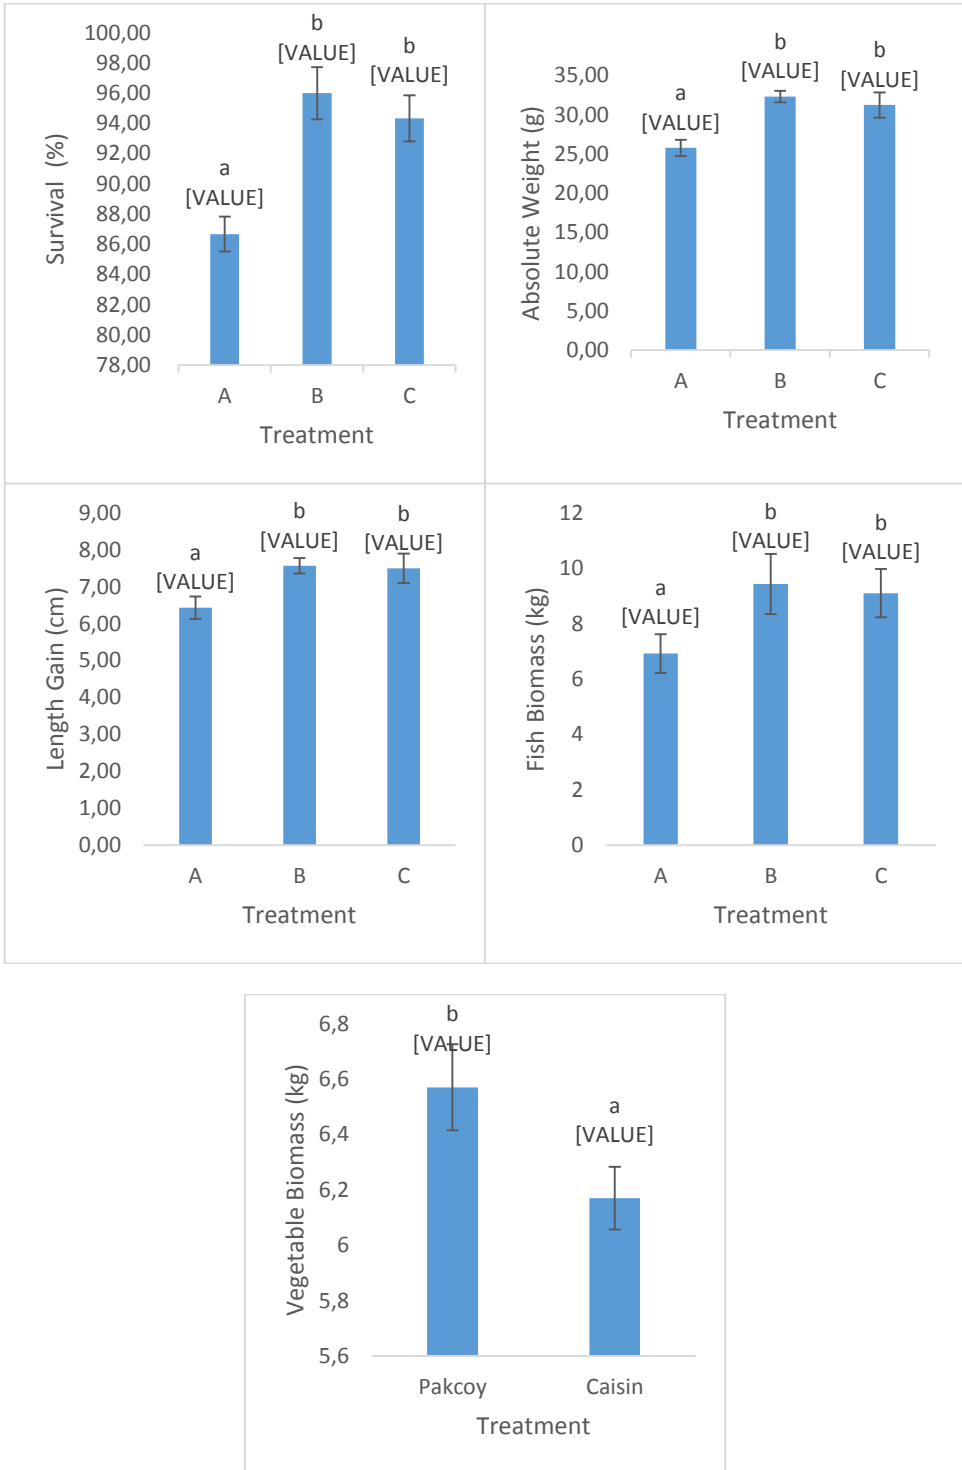 Survival (%)
100,00
98,00
96,00
94,00
92,00
90,00
88,00
86,00
84,00
82,00
80,00
78,00
a
[VALUE]
b
[VALUE]
b
[VALUE]
A B C
Treatment
Absolute Weight (g)
35,00
30,00
25,00
20,00
15,00
10,00
5,00
0,00
a
[VALUE]
b
[VALUE]
b
[VALUE]
A B C
Treatment
Length Gain (cm)
9,00
8,00
7,00
6,00
5,00
4,00
3,00
2,00
1,00
0,00
a
[VALUE]
b
[VALUE]
b
[VALUE]
A B C
Treatment
Fish Biomass (kg)
12
10
8
6
4
2
0
a
[VALUE]
b
[VALUE]
b
[VALUE]
A B C
Treatment
Vegetable Biomass (kg)
6,8
6,6
6,4
6,2
6
5,8
5,6
b
[VALUE]
a
[VALUE]
Pakcoy Caisin
Treatment